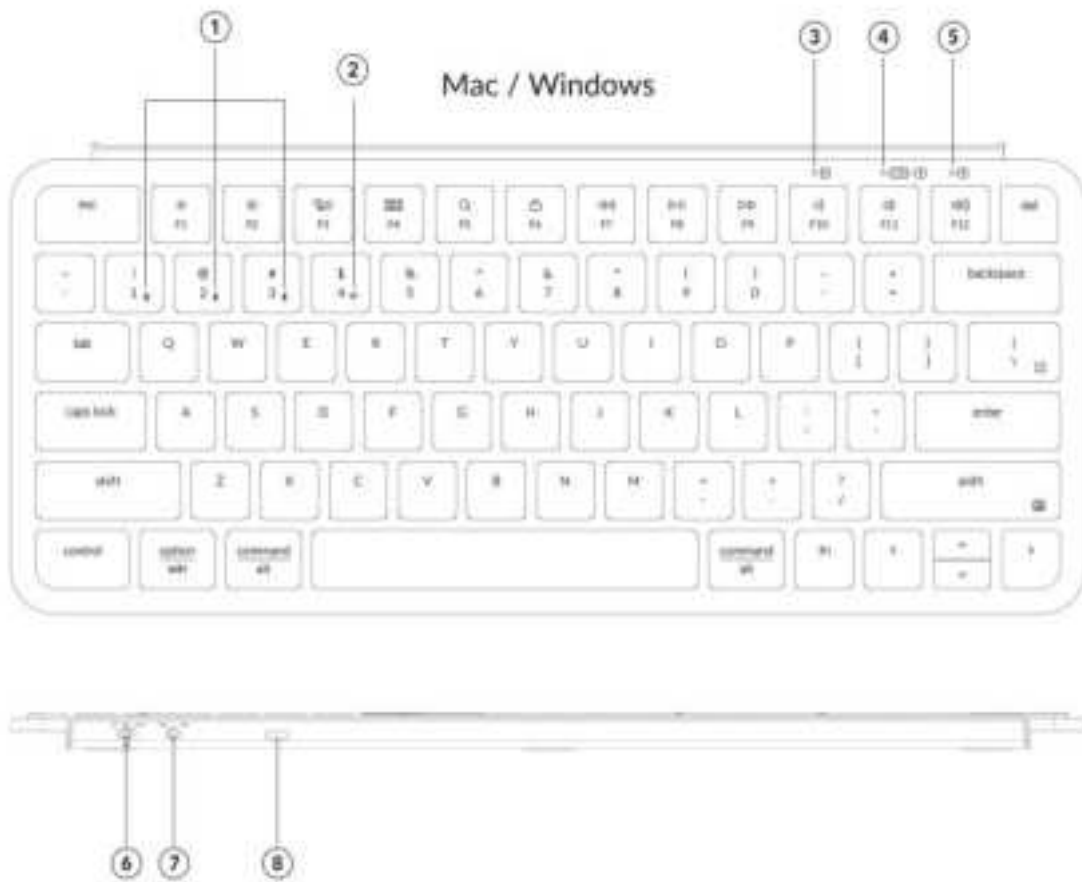 1 3 4 5
2
Mac / Windows
esc F1 F2 F3 F4 F5 F6 F7 F8 F9 F10 F11 F12 del
! @ # $ % ^ & * ( )
1 2 3 4 5 6 7 8 9 0 backspace
tab Q W E R T Y U I O P
caps lock A S D F G H J K L enter
shift Z X C V B N M ? / shift
control option command command fn
alt alt
6 7 8